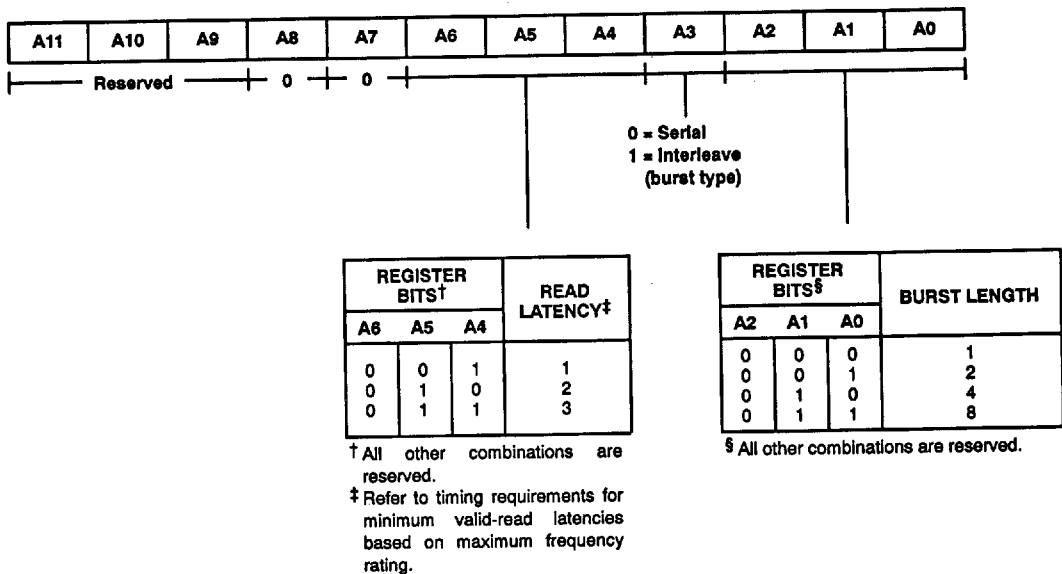 A11 A10 A9 A8 A7 A6 A5 A4 A3 A2 A1 A0
Reserved 0 0
0 = Serial
1 = Interleave
(burst type)
REGISTER
BITS†
READ
LATENCY‡
A6 A5 A4
0 0 1 1
0 1 0 2
0 1 1 3
† All other combinations are
reserved.
‡ Refer to timing requirements for
minimum valid-read latencies
based on maximum frequency
rating.
REGISTER
BITS§
BURST LENGTH
A2 A1 A0
0 0 0 1
0 0 1 2
0 1 0 4
0 1 1 8
§ All other combinations are reserved.